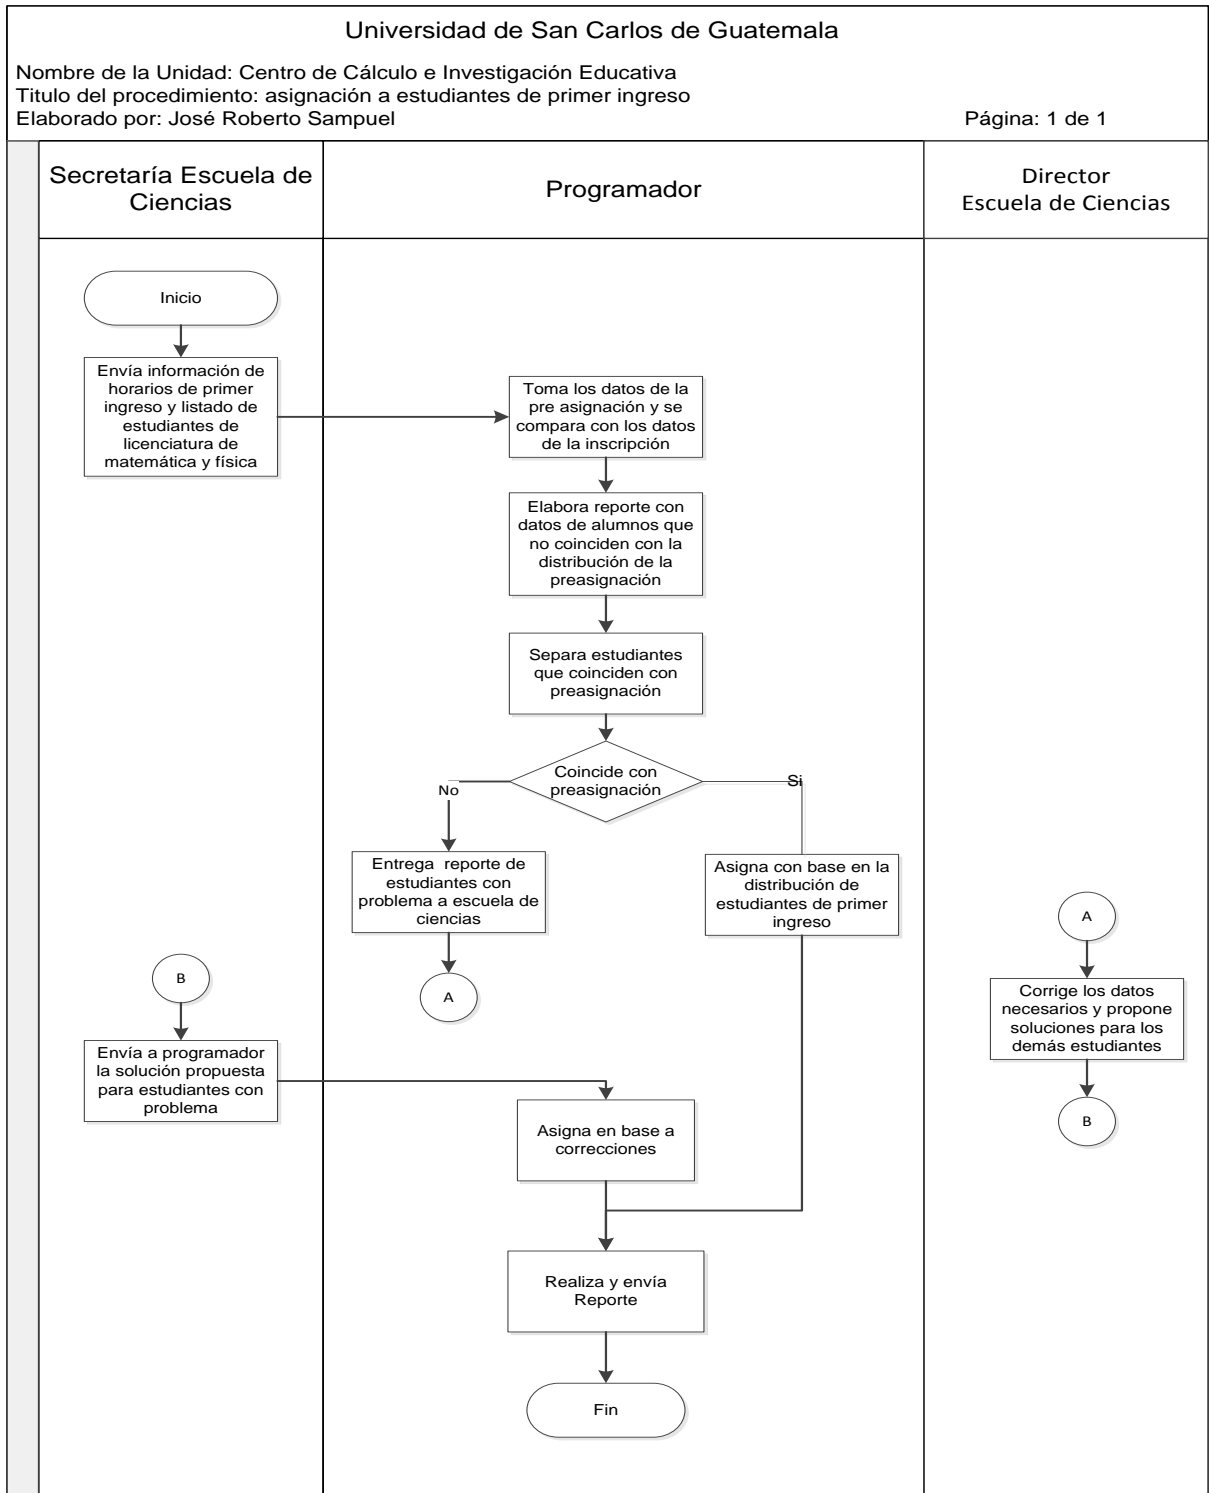 Universidad de San Carlos de Guatemala
Nombre de la Unidad: Centro de Cálculo e Investigación Educativa
Titulo del procedimiento: asignación a estudiantes de primer ingreso
Elaborado por: José Roberto Sampuel
Página: 1 de 1
Secretaría Escuela de
Ciencias
Programador
Director
Escuela de Ciencias
Inicio
Envía información de
horarios de primer
ingreso y listado de
estudiantes de
licenciatura de
matemática y física
Toma los datos de la
pre asignación y se
compara con los datos
de la inscripción
Elabora reporte con
datos de alumnos que
no coinciden con la
distribución de la
preasignación
Separa estudiantes
que coinciden con
preasignación
Coincide con
preasignación
No
Si
Entrega  reporte de
estudiantes con
problema a escuela de
ciencias
Asigna con base en la
distribución de
estudiantes de primer
ingreso
A
A
Corrige los datos
necesarios y propone
soluciones para los
demás estudiantes
B
B
Envía a programador
la solución propuesta
para estudiantes con
problema
Asigna en base a
correcciones
Realiza y envía
Reporte
Fin